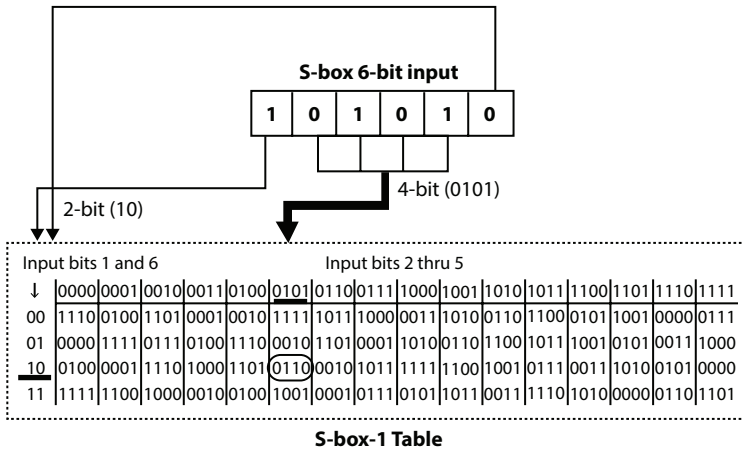 S-box 6-bit input
1 0 1 0 1 0
4-bit (0101)
2-bit (10)
Input bits 1 and 6 Input bits 2 thru 5
↓ 0000 0001 0010 0011 0100 0101 0110 0111 1000 1001 1010 1011 1100 1101 1110 1111
00 1110 0100 1101 0001 0010 1111 1011 1000 0011 1010 0110 1100 0101 1001 0000 0111
01 0000 1111 0111 0100 1110 0010 1101 0001 1010 0110 1100 1011 1001 0101 0011 1000
10 0100 0001 1110 1000 1101 0110 0010 1011 1111 1100 1001 0111 0011 1010 0101 0000
11 1111 1100 1000 0010 0100 1001 0001 0111 0101 1011 0011 1110 1010 0000 0110 1101
S-box-1 Table